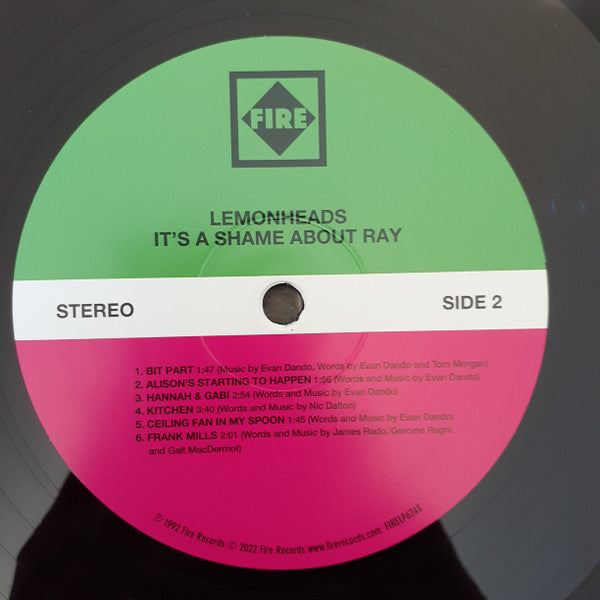 FIRE
LEMONHEADS
IT'S A SHAME ABOUT RAY
STEREO
SIDE 2
1. BIT PART 1:47 (Music by Evan Dando, Words by Evan Dando and Tom Morgan)
2. ALISON'S STARTING TO HAPPEN 1:56 (Words and Music by Evan Dando)
3. HANNAH & GABI 2:54 (Words and Music by Evan Dando)
4. KITCHEN 3:40 (Words and Music by Nic Dalton)
5. CEILING FAN IN MY SPOON 1:45 (Words and Music by Evan Dando)
6. FRANK MILLS 2:01 (Words and Music by James Rado, Gerome Ragni
and Galt MacDermot)
℗ 1992 Fire Records © 2022 Fire Records www.firerecords.com FIRELP624X